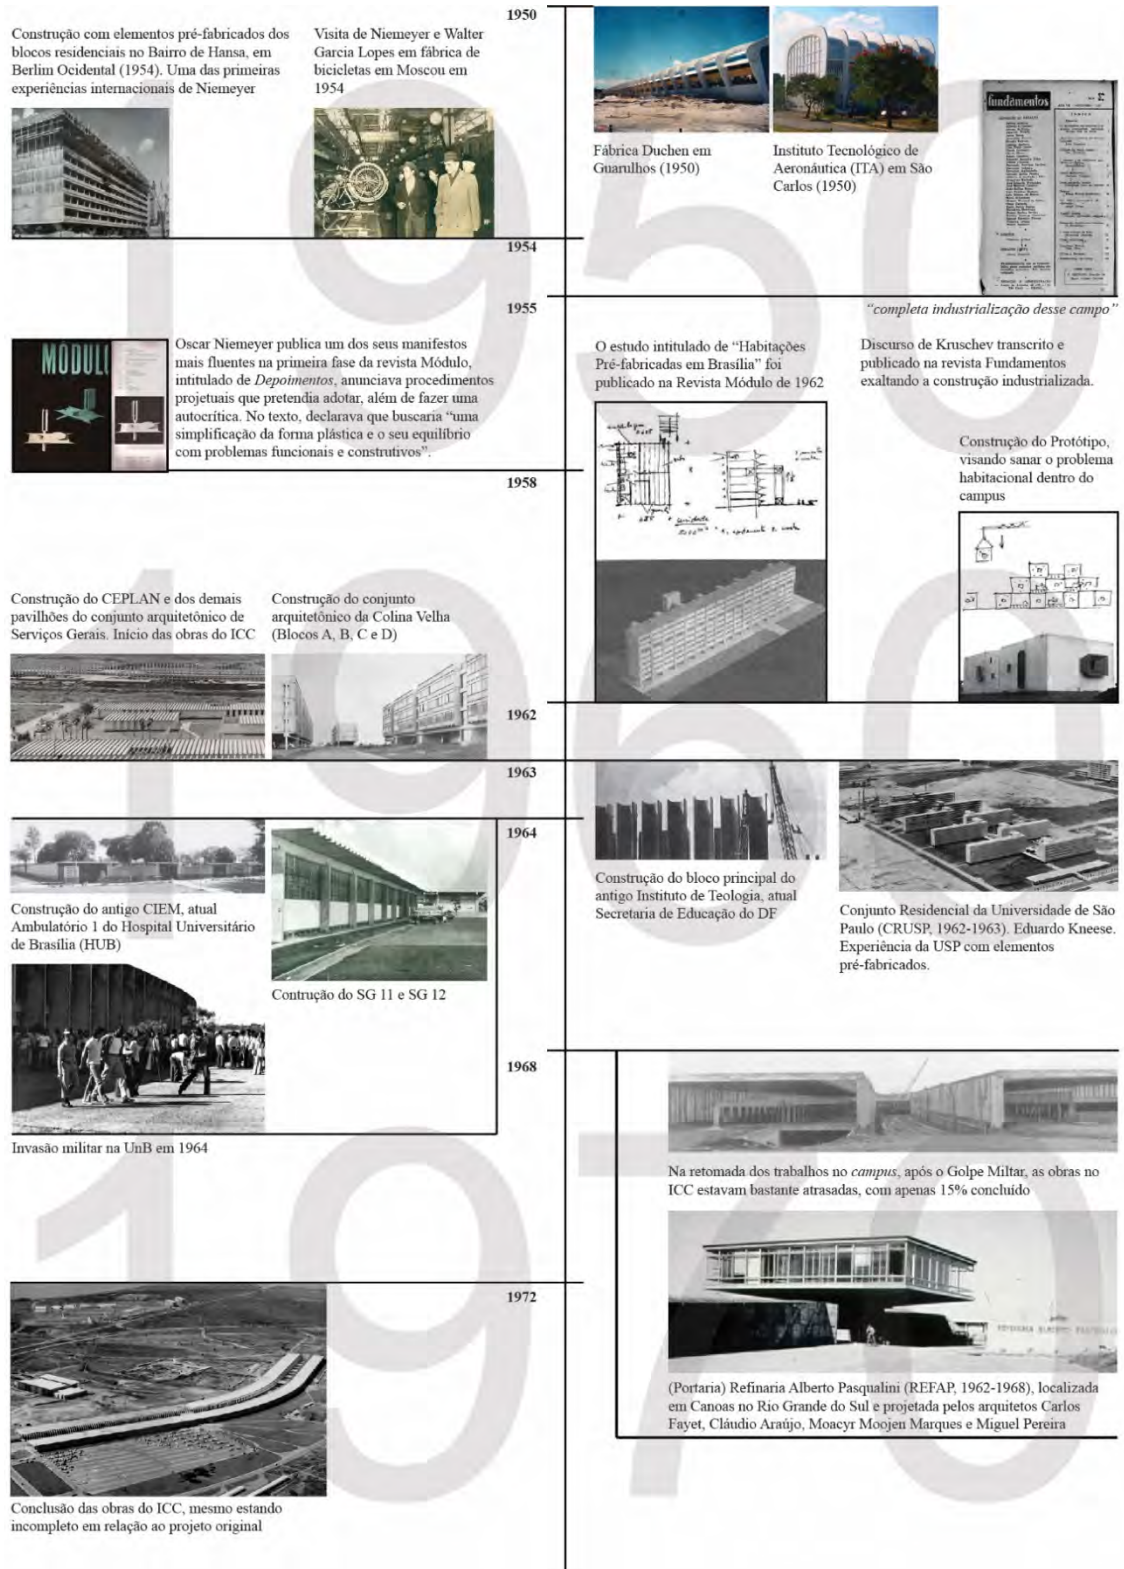 1950
Construção com elementos pré-fabricados dos
blocos residenciais no Bairro de Hansa, em
Berlim Ocidental (1954). Uma das primeiras
experiências internacionais de Niemeyer
Visita de Niemeyer e Walter
Garcia Lopes em fábrica de
bicicletas em Moscou em
1954
Fábrica Duchen em
Guarulhos (1950)
Instituto Tecnológico de
Aeronáutica (ITA) em São
Carlos (1950)
fundamentos
1954
1955
"completa industrialização desse campo"
MÓDULO
Oscar Niemeyer publica um dos seus manifestos
mais fluentes na primeira fase da revista Módulo,
intitulado de Depoimentos, anunciava procedimentos
projetuais que pretendia adotar, além de fazer uma
autocrítica. No texto, declarava que buscaria "uma
simplificação da forma plástica e o seu equilíbrio
com problemas funcionais e construtivos".
O estudo intitulado de "Habitações
Pré-fabricadas em Brasília" foi
publicado na Revista Módulo de 1962
Discurso de Kruschev transcrito e
publicado na revista Fundamentos
exaltando a construção industrializada.
Construção do Protótipo,
visando sanar o problema
habitacional dentro do
campus
1958
1960
Construção do CEPLAN e dos demais
pavilhões do conjunto arquitetônico de
Serviços Gerais. Início das obras do ICC
Construção do conjunto
arquitetônico da Colina Velha
(Blocos A, B, C e D)
1962
1963
1964
Construção do antigo CIEM, atual
Ambulatório 1 do Hospital Universitário
de Brasília (HUB)
Contrução do SG 11 e SG 12
Construção do bloco principal do
antigo Instituto de Teologia, atual
Secretaria de Educação do DF
Conjunto Residencial da Universidade de São
Paulo (CRUSP, 1962-1963). Eduardo Kneese.
Experiência da USP com elementos
pré-fabricados.
1968
Invasão militar na UnB em 1964
1970
Na retomada dos trabalhos no campus, após o Golpe Miltar, as obras no
ICC estavam bastante atrasadas, com apenas 15% concluído
1972
(Portaria) Refinaria Alberto Pasqualini (REFAP, 1962-1968), localizada
em Canoas no Rio Grande do Sul e projetada pelos arquitetos Carlos
Fayet, Cláudio Araújo, Moacyr Moojen Marques e Miguel Pereira
Conclusão das obras do ICC, mesmo estando
incompleto em relação ao projeto original